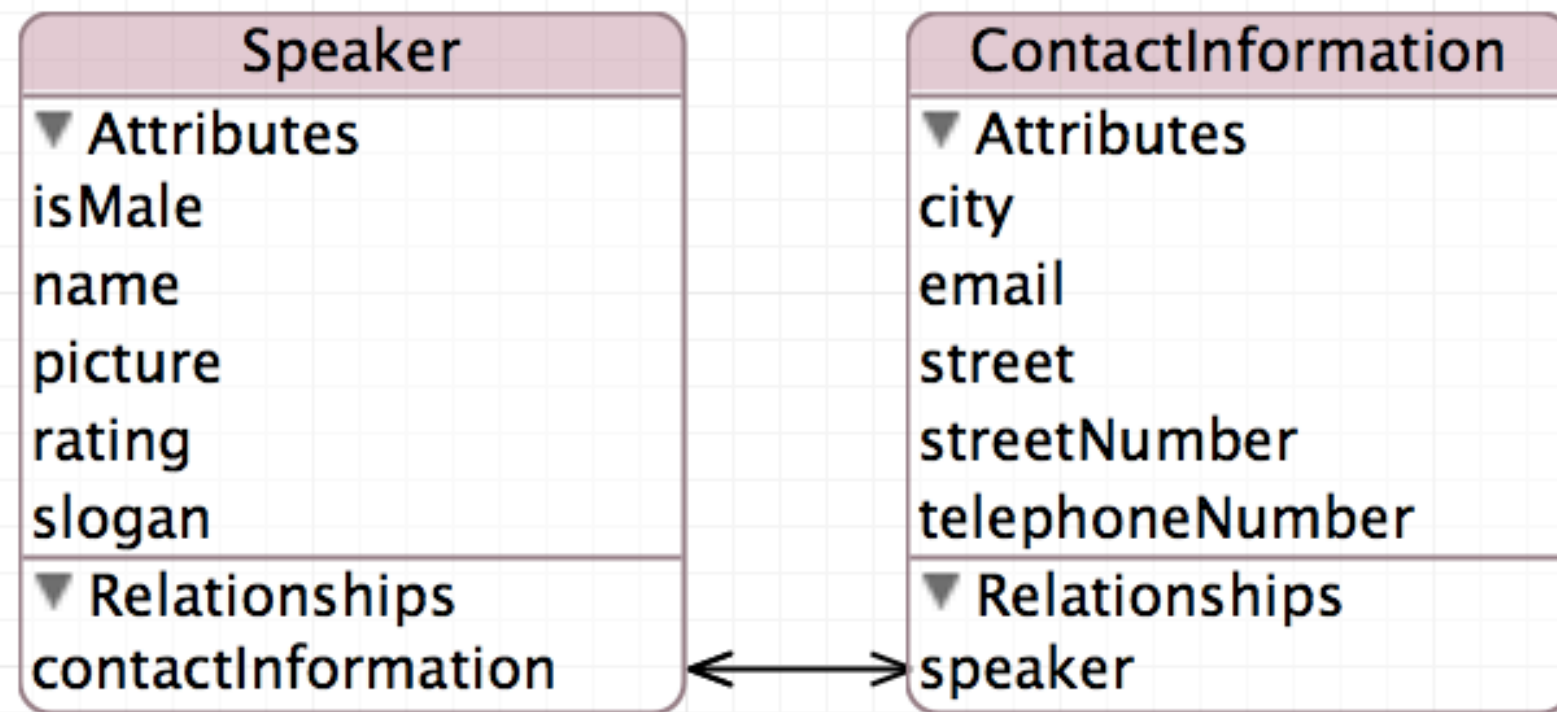 Speaker
Attributes
isMale
name
picture
rating
slogan
Relationships
contactInformation
ContactInformation
Attributes
city
email
street
streetNumber
telephoneNumber
Relationships
speaker